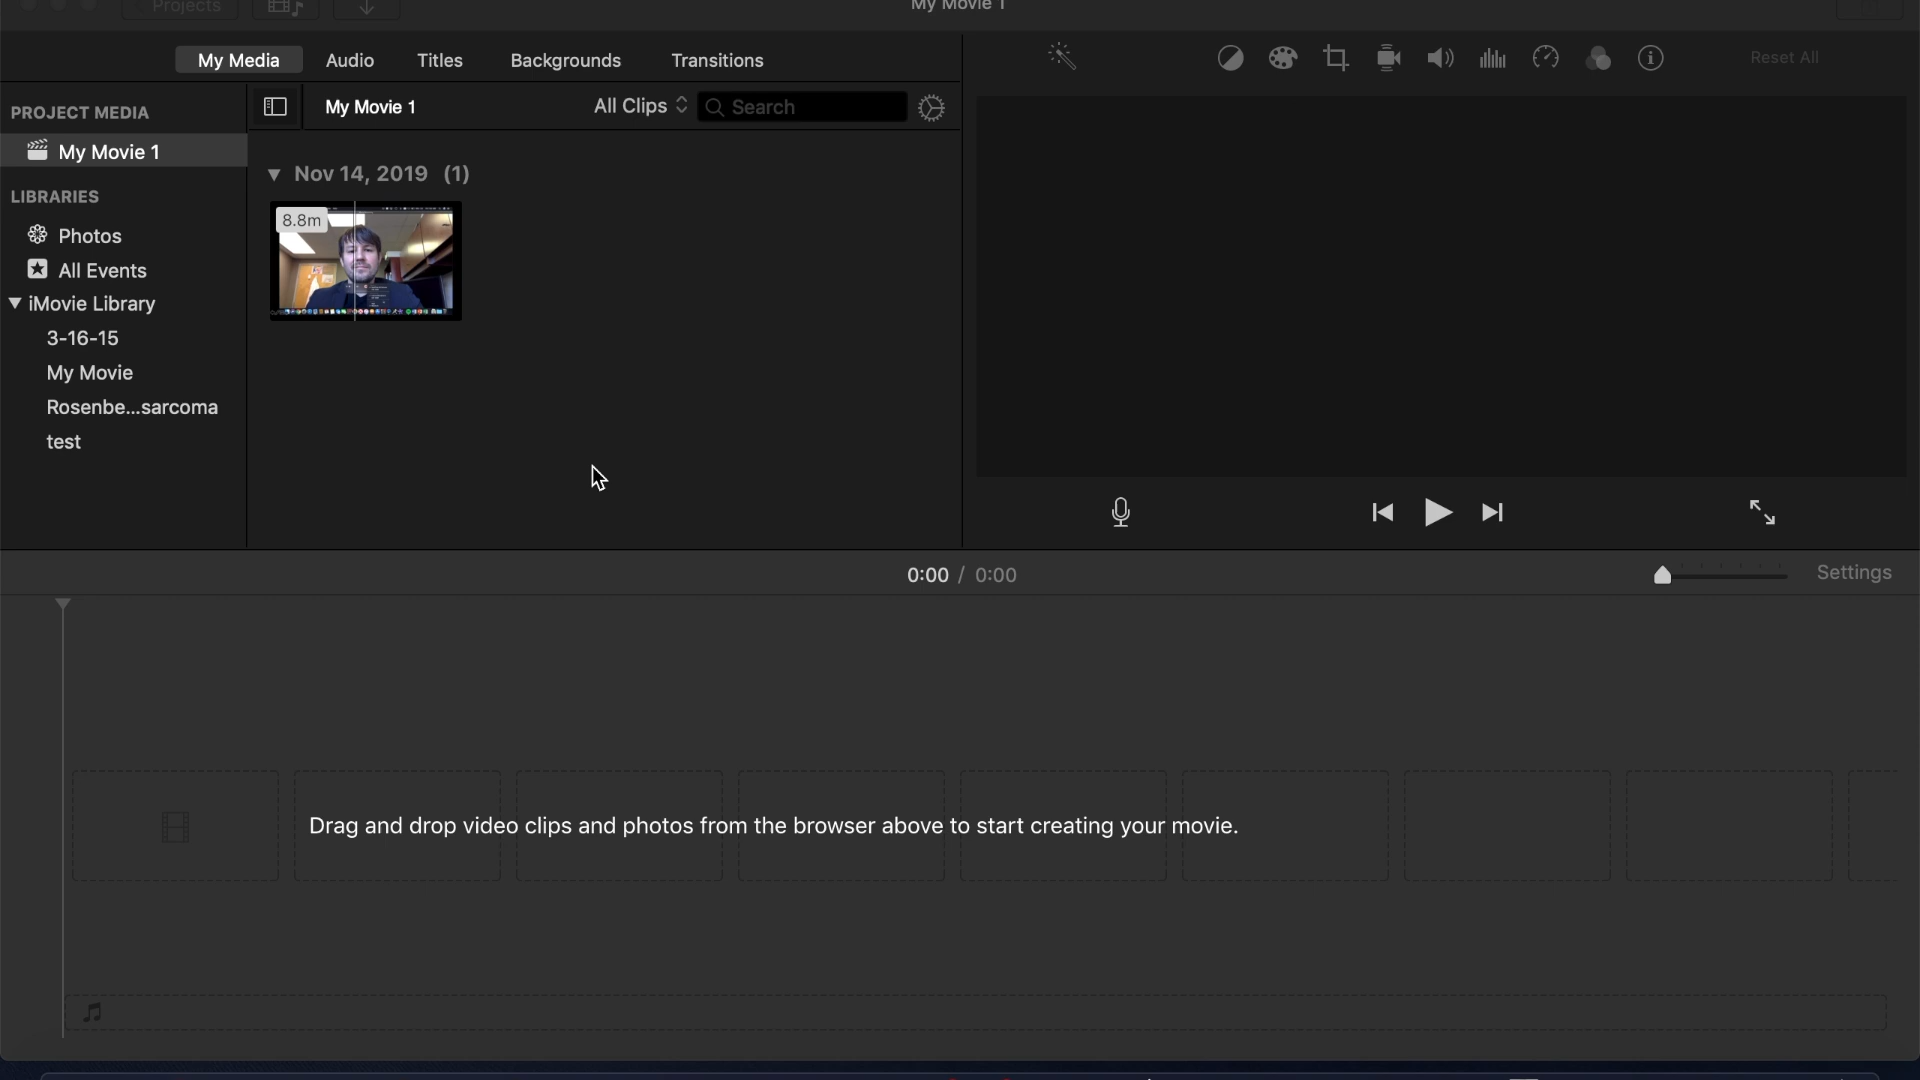 Projects
My Movie 1
My Media
Audio
Titles
Backgrounds
Transitions
Reset All
PROJECT MEDIA
My Movie 1
LIBRARIES
Photos
All Events
iMovie Library
3-16-15
My Movie
Rosenbe...sarcoma
test
My Movie 1
All Clips
Search
Nov 14, 2019 (1)
8.8m
0:00 / 0:00
Settings
Drag and drop video clips and photos from the browser above to start creating your movie.